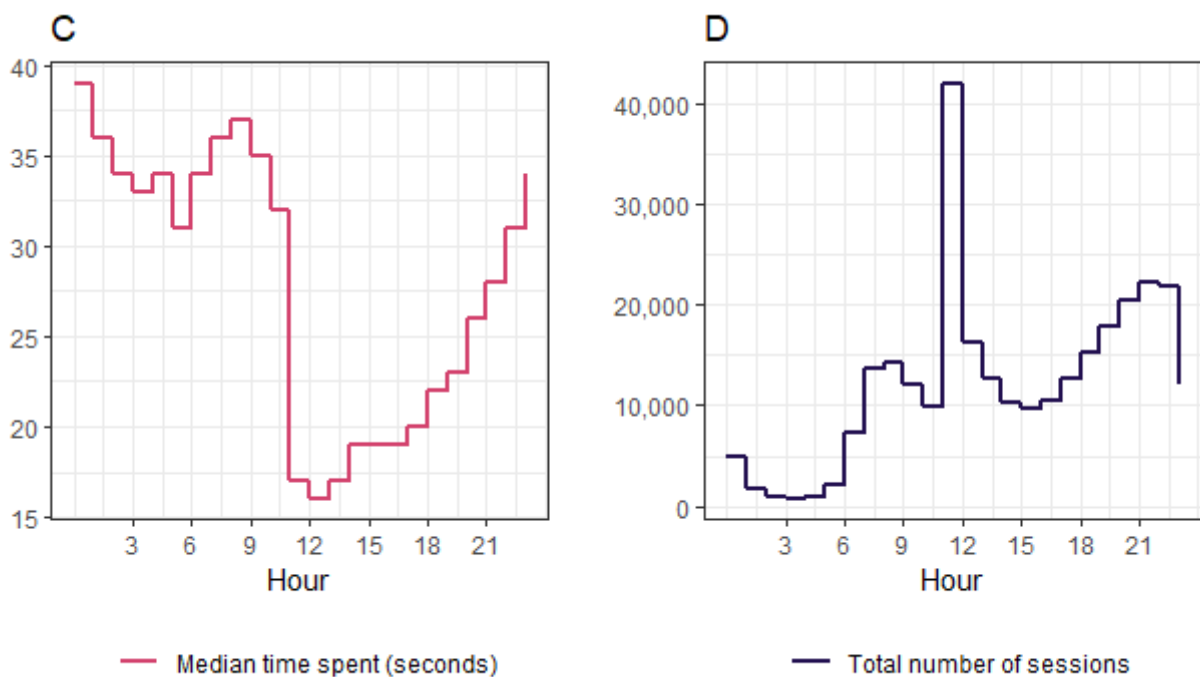 C
40
35
30
25
20
15
3 6 9 12 15 18 21
Hour
Median time spent (seconds)
D
40,000
30,000
20,000
10,000
0
3 6 9 12 15 18 21
Hour
Total number of sessions